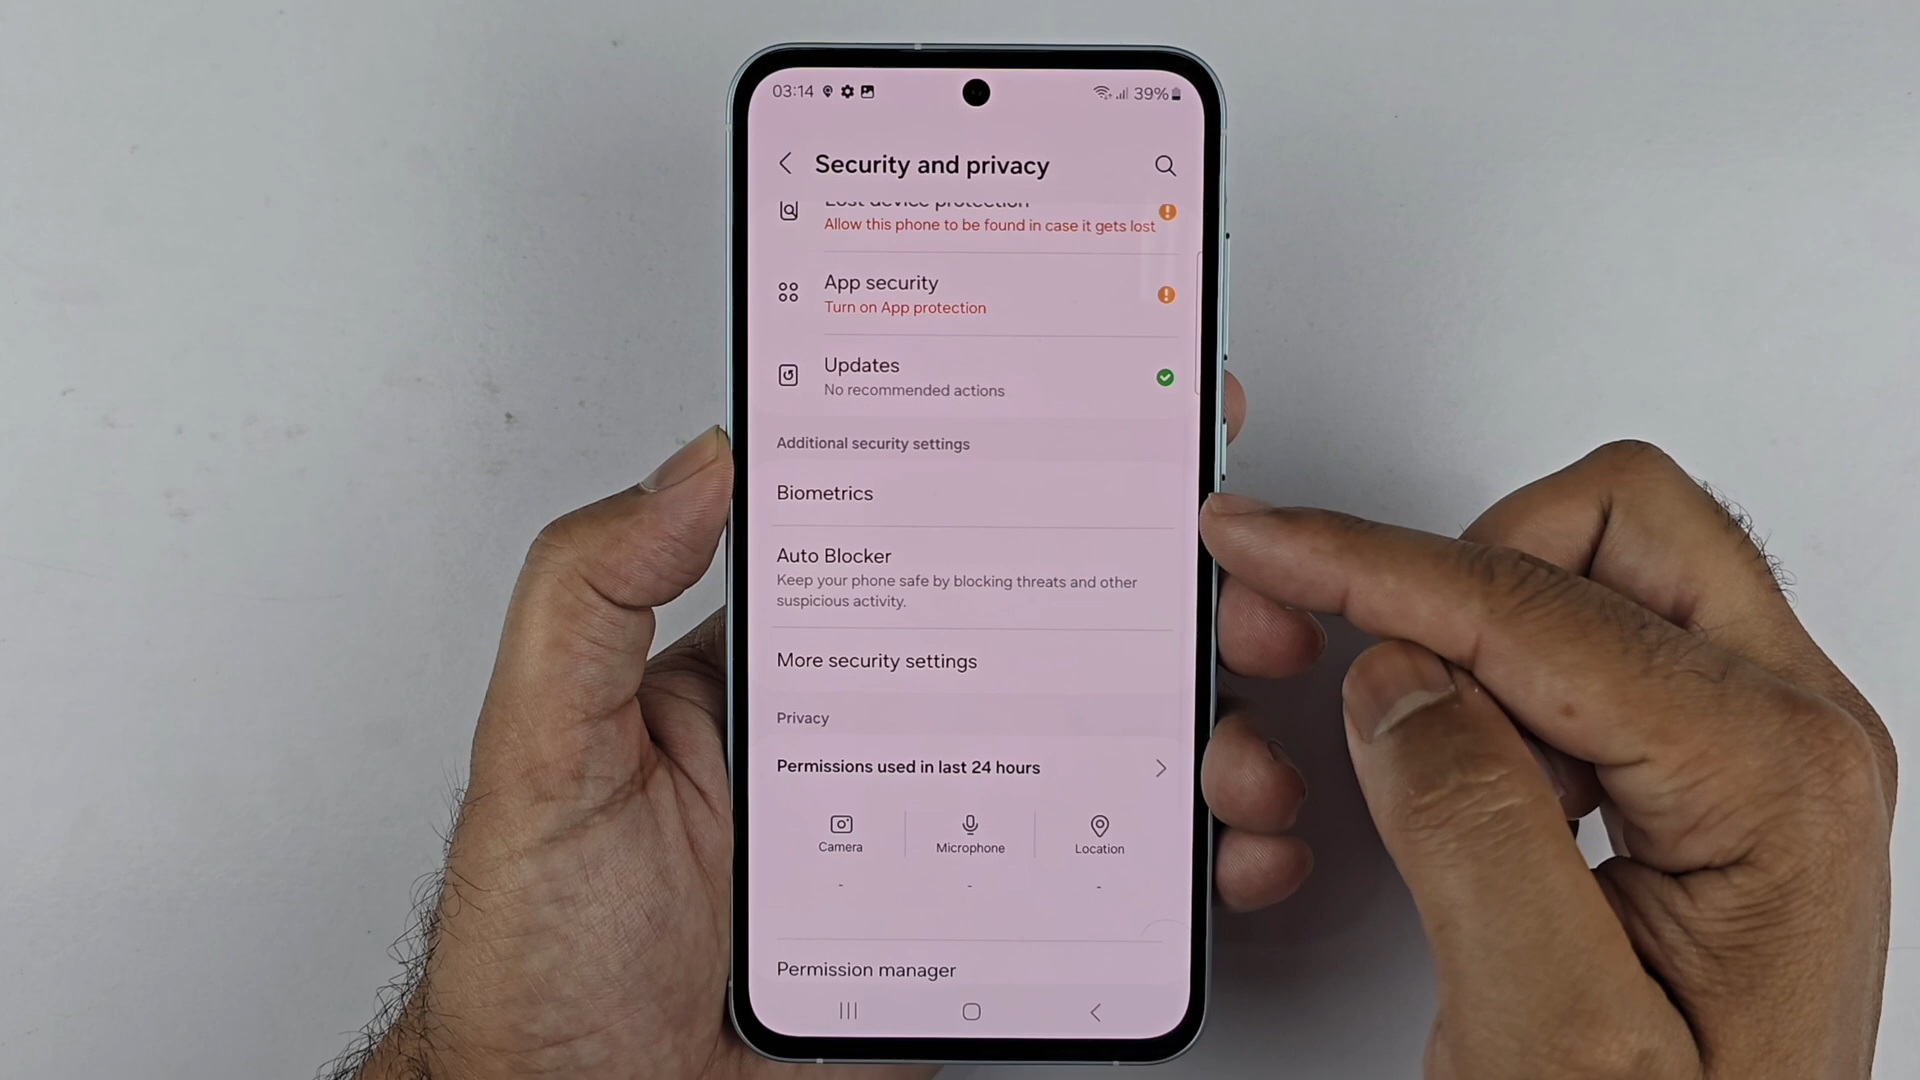 03:14
39%
Security and privacy
Lost device protection
Allow this phone to be found in case it gets lost
App security
Turn on App protection
Updates
No recommended actions
Additional security settings
Biometrics
Auto Blocker
Keep your phone safe by blocking threats and other
suspicious activity.
More security settings
Privacy
Permissions used in last 24 hours
Camera
Microphone
Location
-
-
-
Permission manager